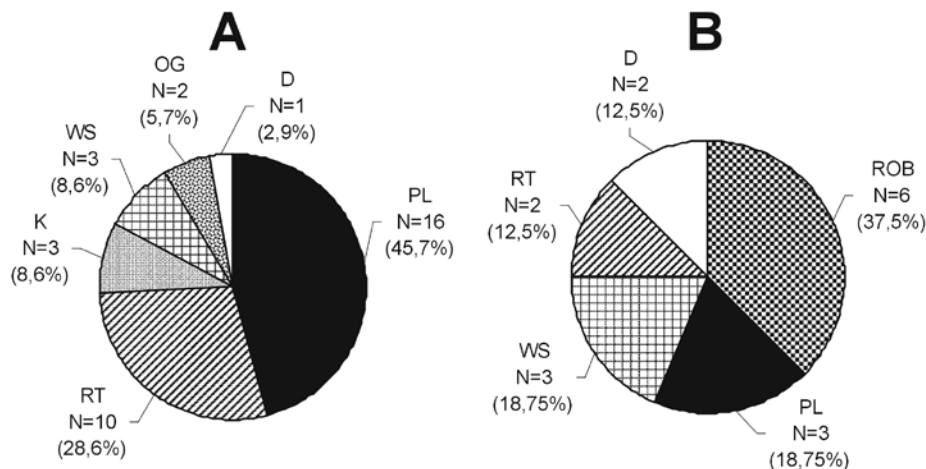 A
OG
N=2
(5,7%)
D
N=1
(2,9%)
WS
N=3
(8,6%)
PL
N=16
(45,7%)
K
N=3
(8,6%)
RT
N=10
(28,6%)
B
D
N=2
(12,5%)
ROB
N=6
(37,5%)
RT
N=2
(12,5%)
WS
N=3
(18,75%)
PL
N=3
(18,75%)